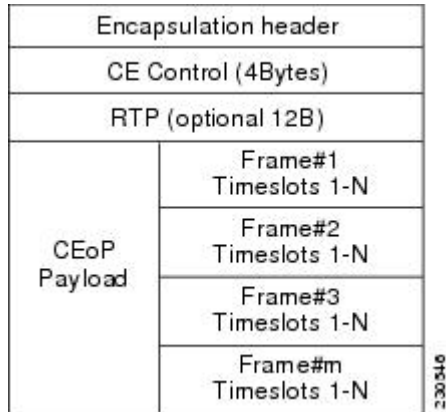 Encapsulation header
CE Control (4Bytes)
RTP (optional 12B)
CEoP
Payload
Frame#1
Timeslots 1-N
Frame#2
Timeslots 1-N
Frame#3
Timeslots 1-N
Frame#m
Timeslots 1-N
230546